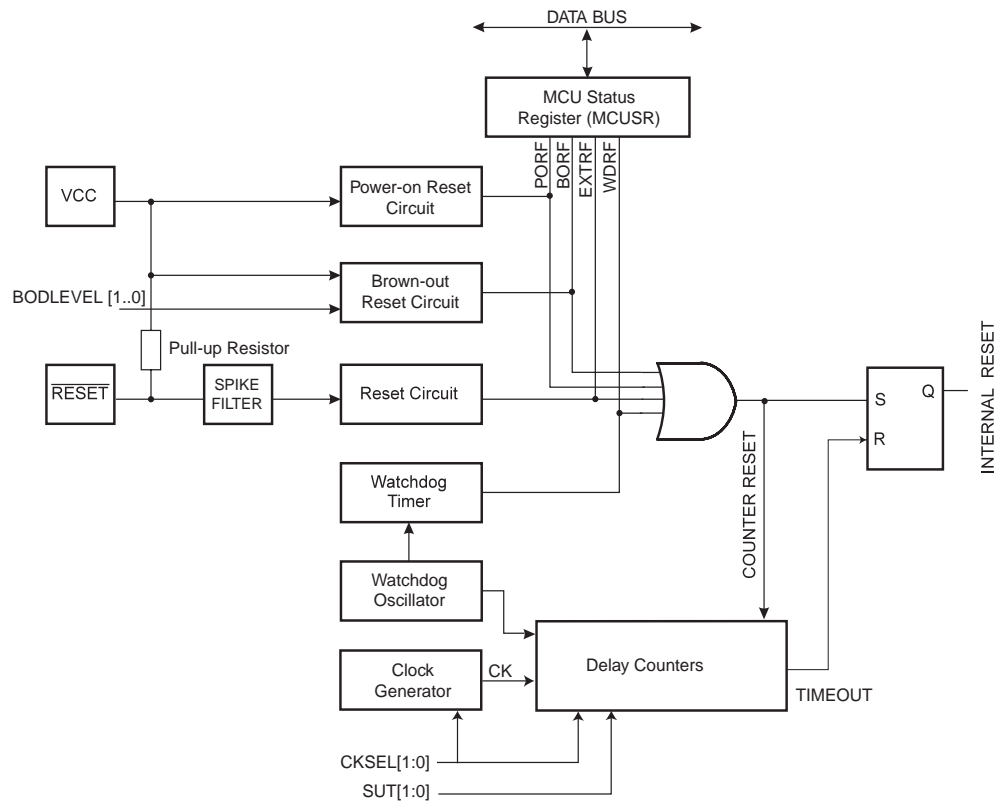 DATA BUS
MCU Status
Register (MCUSR)
PORF
BORF
EXTRF
WDRF
VCC
Power-on Reset
Circuit
BODLEVEL [1..0]
Brown-out
Reset Circuit
Pull-up Resistor
RESET
SPIKE
FILTER
Reset Circuit
S
R
Q
INTERNAL RESET
Watchdog
Timer
COUNTER RESET
Watchdog
Oscillator
Clock
Generator
CK
Delay Counters
TIMEOUT
CKSEL[1:0]
SUT[1:0]